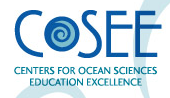 COSEE
CENTERS FOR OCEAN SCIENCES
EDUCATION EXCELLENCE